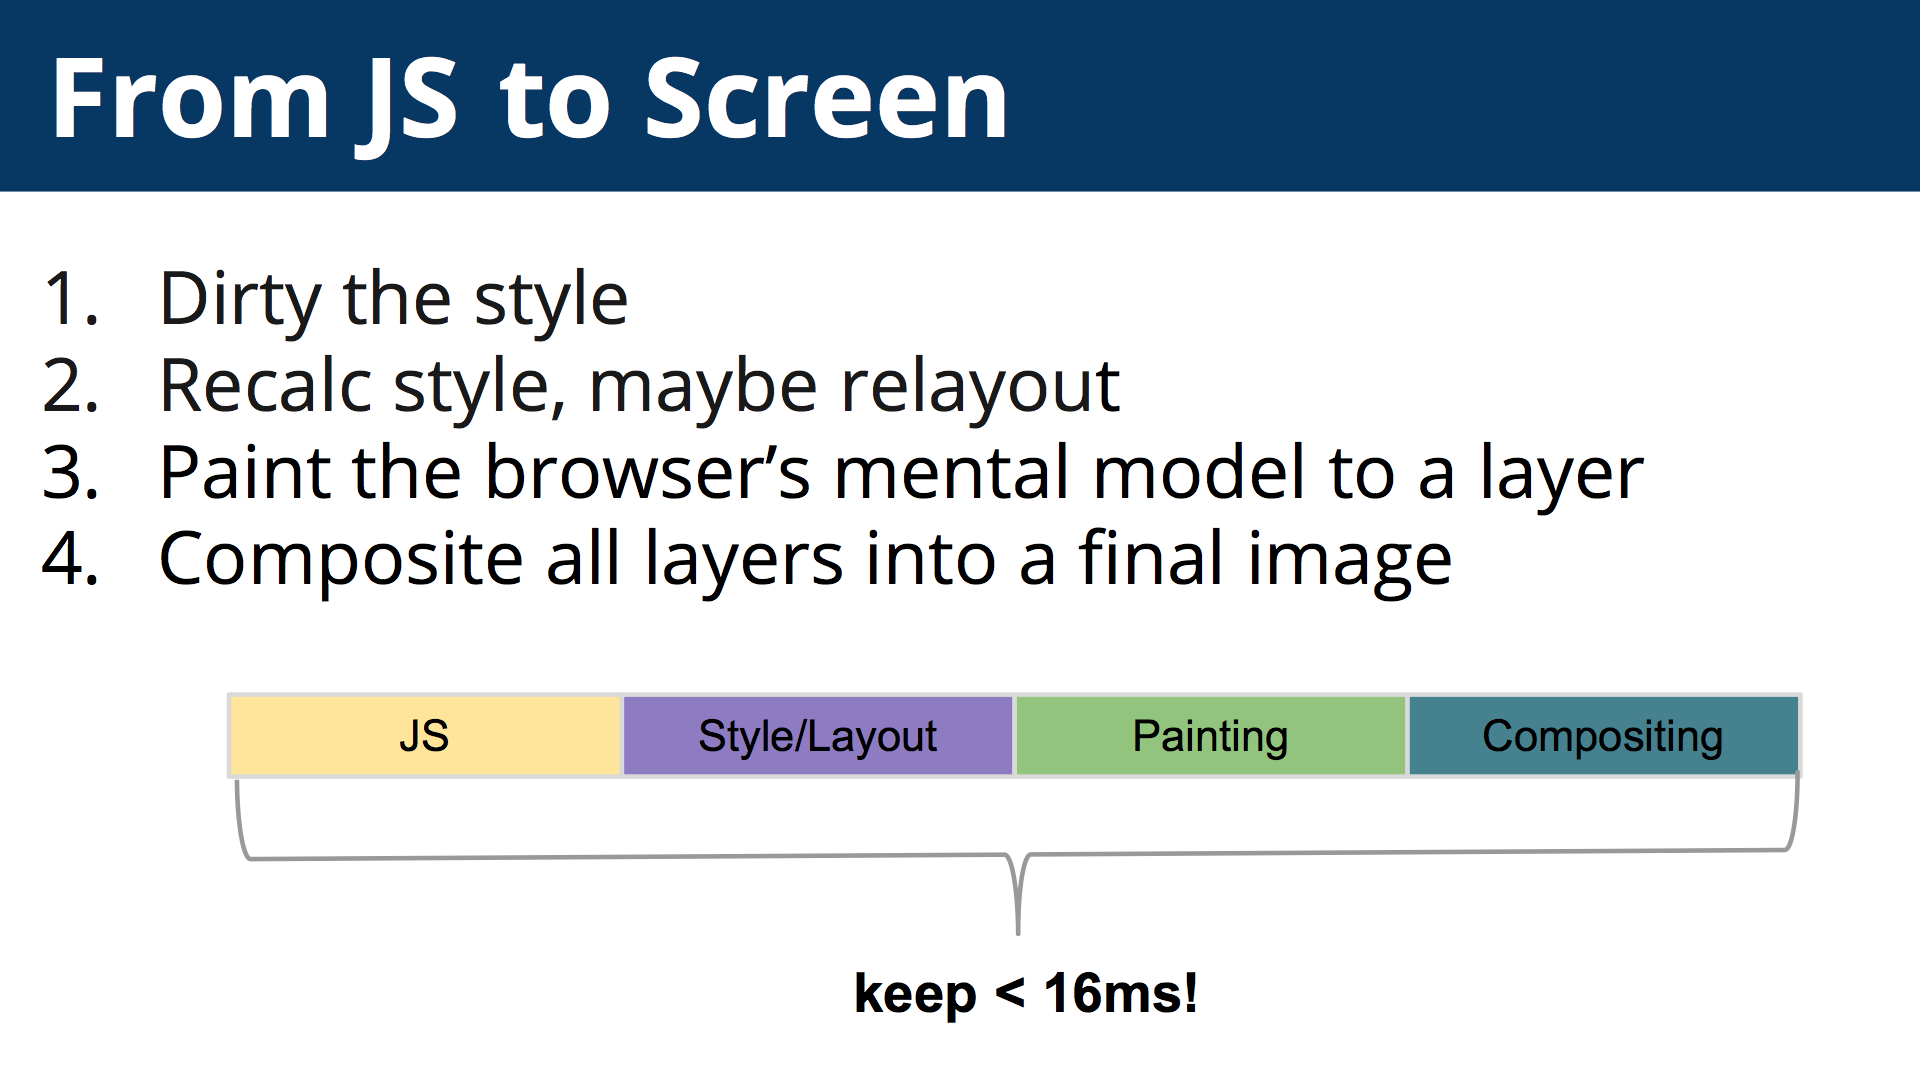 From JS to Screen
1. Dirty the style
2. Recalc style, maybe relayout
3. Paint the browser’s mental model to a layer
4. Composite all layers into a final image
JS Style/Layout Painting Compositing
keep < 16ms!